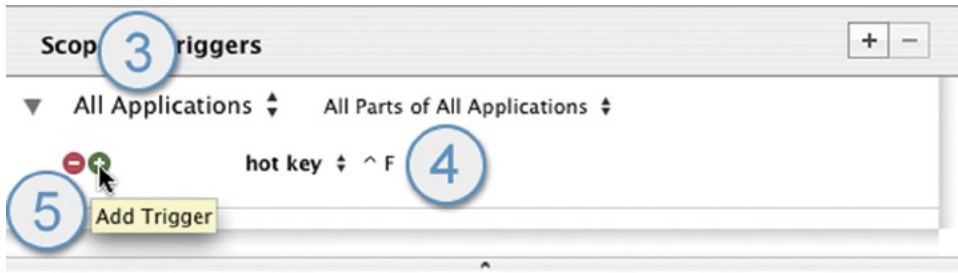 Scop 3 riggers + −
All Applications All Parts of All Applications
hot key ^ F 4
5 Add Trigger